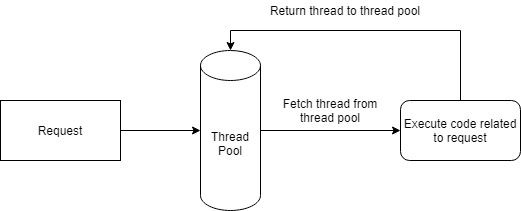 Return thread to thread pool
Request
Thread
Pool
Fetch thread from
thread pool
Execute code related
to request